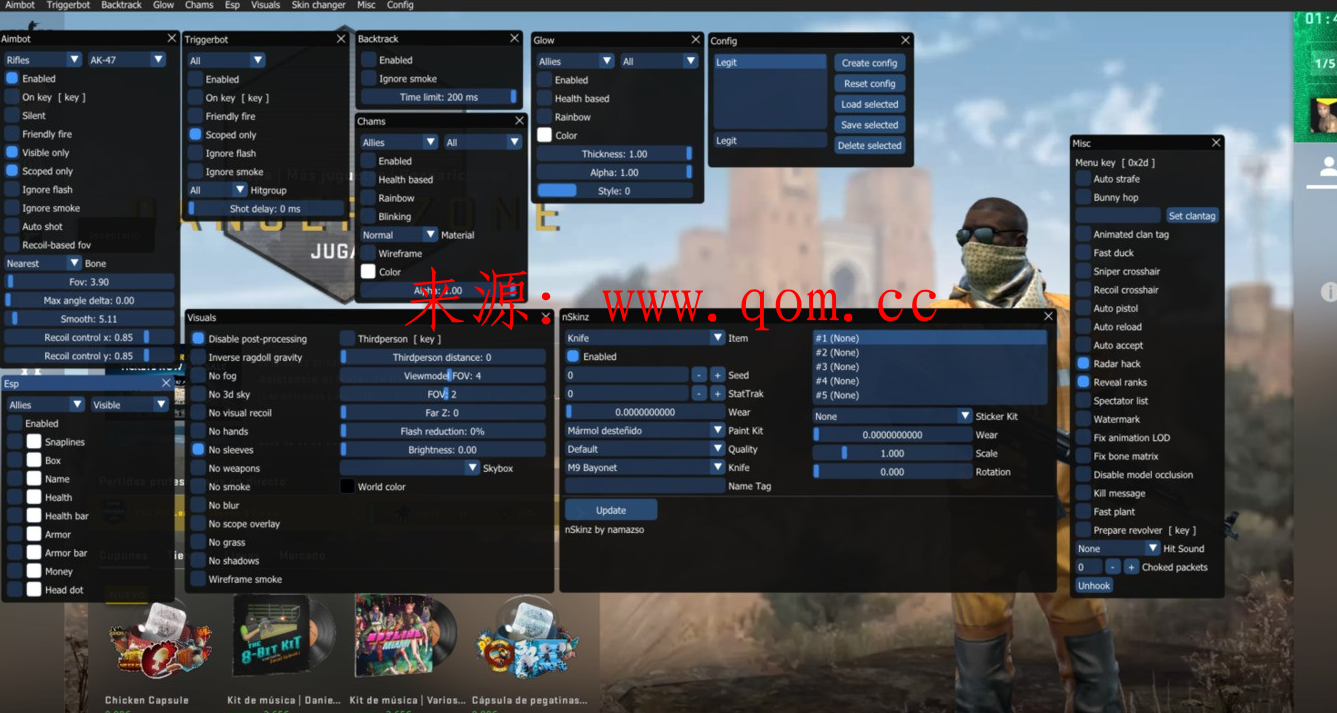 Aimbot Triggerbot Backtrack Glow Chams Esp Visuals Skin changer Misc Config
Aimbot
Rifles AK-47
Enabled
On key [ key ]
Silent
Friendly fire
Visible only
Scoped only
Ignore flash
Ignore smoke
Auto shot
Recoil-based fov
Nearest Bone
Fov: 3.90
Max angle delta: 0.00
Smooth: 5.11
Recoil control x: 0.85
Recoil control y: 0.85
Triggerbot
All
Enabled
On key [ key ]
Friendly fire
Scoped only
Ignore flash
Ignore smoke
All Hitgroup
Shot delay: 0 ms
Backtrack
Enabled
Ignore smoke
Time limit: 200 ms
Chams
Allies All
Enabled
Health based
Rainbow
Blinking
Normal Material
Wireframe
Color
Alpha: 1.00
Glow
Allies All
Enabled
Health based
Rainbow
Color
Thickness: 1.00
Alpha: 1.00
Style: 0
Config
Legit
Legit
Create config
Reset config
Load selected
Save selected
Delete selected
01:4
1/5
JUGA
来源: www.qom.cc
Esp
Allies Visible
Enabled
Snaplines
Box
Name
Health
Health bar
Armor
Armor bar
Money
Head dot
Visuals
Disable post-processing
Inverse ragdoll gravity
No fog
No 3d sky
No visual recoil
No hands
No sleeves
No weapons
No smoke
No blur
No scope overlay
No grass
No shadows
Wireframe smoke
Thirdperson [ key ]
Thirdperson distance: 0
Viewmodel FOV: 4
FOV: 2
Far Z: 0
Flash reduction: 0%
Brightness: 0.00
Skybox
World color
nSkinz
Knife Item
Enabled
0 - + Seed
0 - + StatTrak
0.0000000000 Wear
Mármol desteñido Paint Kit
Default Quality
M9 Bayonet Knife
Name Tag
Update
nSkinz by namazso
#1 (None)
#2 (None)
#3 (None)
#4 (None)
#5 (None)
None Sticker Kit
0.0000000000 Wear
1.000 Scale
0.000 Rotation
Misc
Menu key [ 0x2d ]
Auto strafe
Bunny hop
Set clantag
Animated clan tag
Fast duck
Sniper crosshair
Recoil crosshair
Auto pistol
Auto reload
Auto accept
Radar hack
Reveal ranks
Spectator list
Watermark
Fix animation LOD
Fix bone matrix
Disable model occlusion
Kill message
Fast plant
Prepare revolver [ key ]
None Hit Sound
0 - + Choked packets
Unhook
NUEVO
Chicken Capsule
Kit de música | Danie...
Kit de música | Varios...
Cápsula de pegatinas...